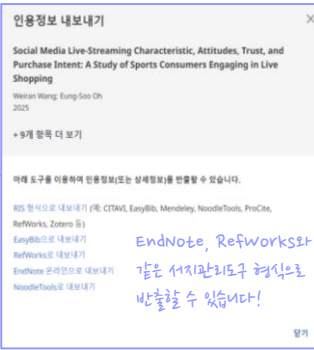 인용정보 내보내기
Social Media Live-Streaming Characteristic, Attitudes, Trust, and
Purchase Intent: A Study of Sports Consumers Engaging in Live
Shopping
Weiran Wang; Eung-Soo Oh
2025
+ 9개 항목 더 보기
아래 도구를 이용하여 인용정보(또는 상세정보)를 반출할 수 있습니다.
RIS 형식으로 내보내기 (예: CITAVI, EasyBib, Mendeley, NoodleTools, ProCite,
RefWorks, Zotero 등)
EasyBib으로 내보내기
RefWorks로 내보내기
EndNote 온라인으로 내보내기
NoodleTools로 내보내기
EndNote, RefWorks와
같은 서지관리도구 형식으로
반출할 수 있습니다!
닫기